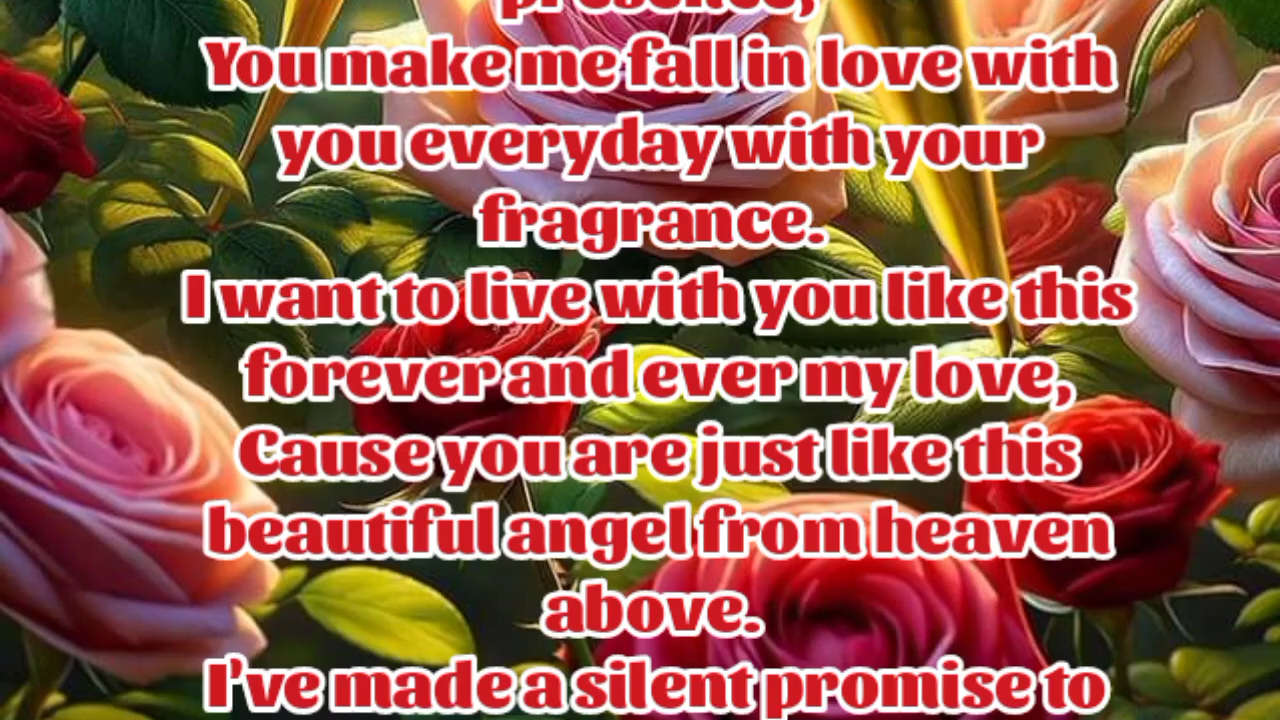 presence,
You make me fall in love with
you everyday with your
fragrance.
I want to live with you like this
forever and ever my love,
Cause you are just like this
beautiful angel from heaven
above.
I've made a silent promise to